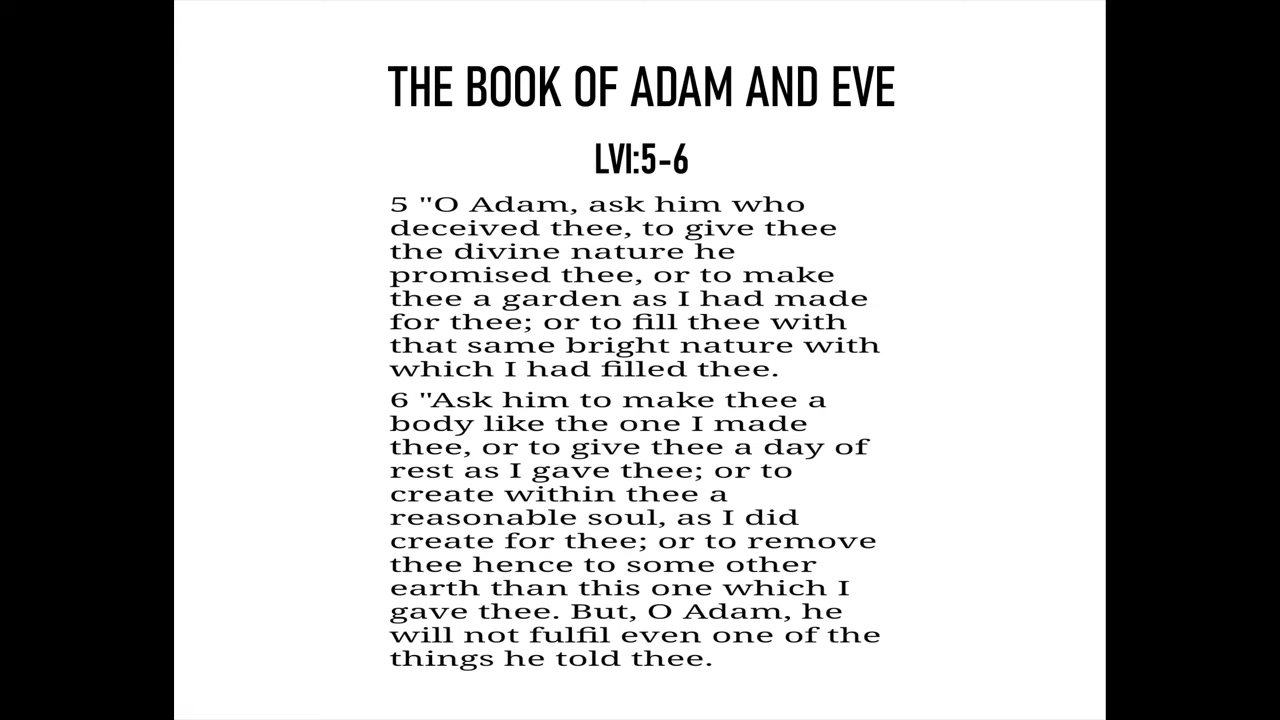 THE BOOK OF ADAM AND EVE
LVI:5-6
5 "O Adam, ask him who
deceived thee, to give thee
the divine nature he
promised thee, or to make
thee a garden as I had made
for thee; or to fill thee with
that same bright nature with
which I had filled thee.
6 "Ask him to make thee a
body like the one I made
thee, or to give thee a day of
rest as I gave thee; or to
create within thee a
reasonable soul, as I did
create for thee; or to remove
thee hence to some other
earth than this one which I
gave thee. But, O Adam, he
will not fulfil even one of the
things he told thee.